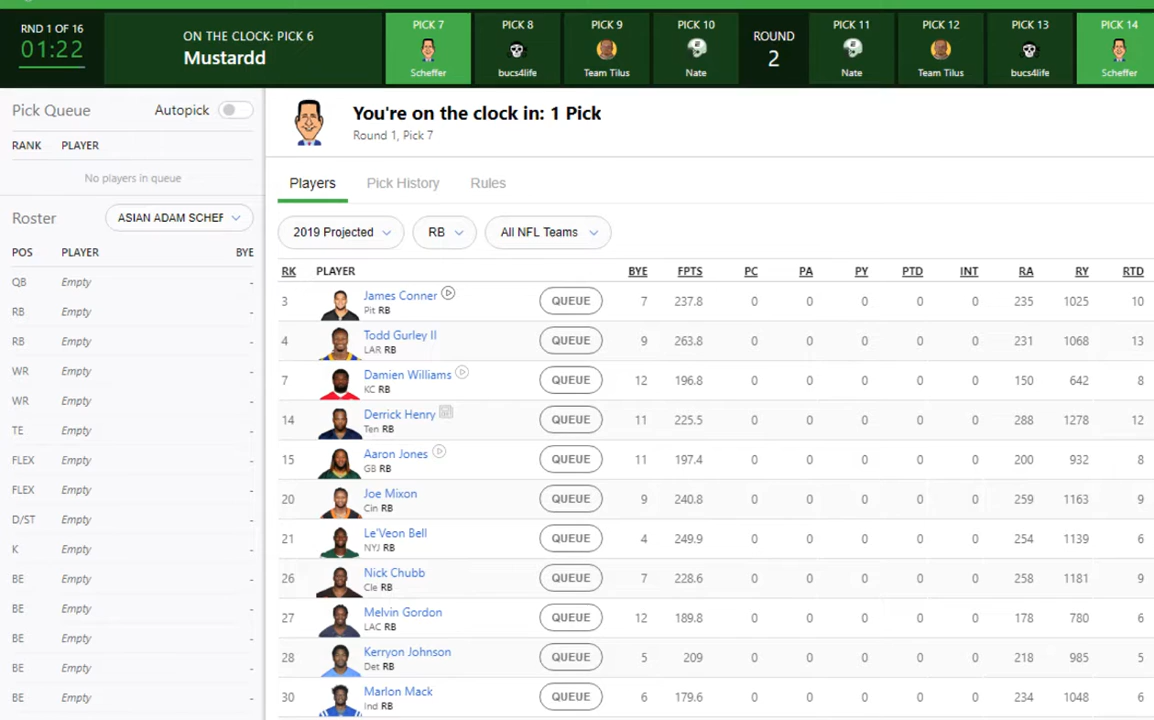 RND 1 OF 16
01:22
ON THE CLOCK: PICK 6
Mustardd
PICK 7
Scheffer
PICK 8
bucs4life
PICK 9
Team Tilus
PICK 10
Nate
ROUND
2
PICK 11
Nate
PICK 12
Team Tilus
PICK 13
bucs4life
PICK 14
Scheffer
Pick Queue Autopick
RANK PLAYER
No players in queue
Roster ASIAN ADAM SCHEF
POS PLAYER BYE
QB Empty -
RB Empty -
RB Empty -
WR Empty -
WR Empty -
TE Empty -
FLEX Empty -
FLEX Empty -
D/ST Empty -
K Empty -
BE Empty -
BE Empty -
BE Empty -
BE Empty -
BE Empty -
You're on the clock in: 1 Pick
Round 1, Pick 7
Players Pick History Rules
2019 Projected RB All NFL Teams
RK PLAYER BYE FPTS PC PA PY PTD INT RA RY RTD
3 James Conner Pit RB QUEUE 7 237.8 0 0 0 0 0 235 1025 10
4 Todd Gurley II LAR RB QUEUE 9 263.8 0 0 0 0 0 231 1068 13
7 Damien Williams KC RB QUEUE 12 196.8 0 0 0 0 0 150 642 8
14 Derrick Henry Ten RB QUEUE 11 225.5 0 0 0 0 0 288 1278 12
15 Aaron Jones GB RB QUEUE 11 197.4 0 0 0 0 0 200 932 8
20 Joe Mixon Cin RB QUEUE 9 240.8 0 0 0 0 0 259 1163 9
21 Le'Veon Bell NYJ RB QUEUE 4 249.9 0 0 0 0 0 254 1139 6
26 Nick Chubb Cle RB QUEUE 7 228.6 0 0 0 0 0 258 1181 9
27 Melvin Gordon LAC RB QUEUE 12 189.8 0 0 0 0 0 178 780 6
28 Kerryon Johnson Det RB QUEUE 5 209 0 0 0 0 0 218 985 5
30 Marlon Mack Ind RB QUEUE 6 179.6 0 0 0 0 0 234 1048 6